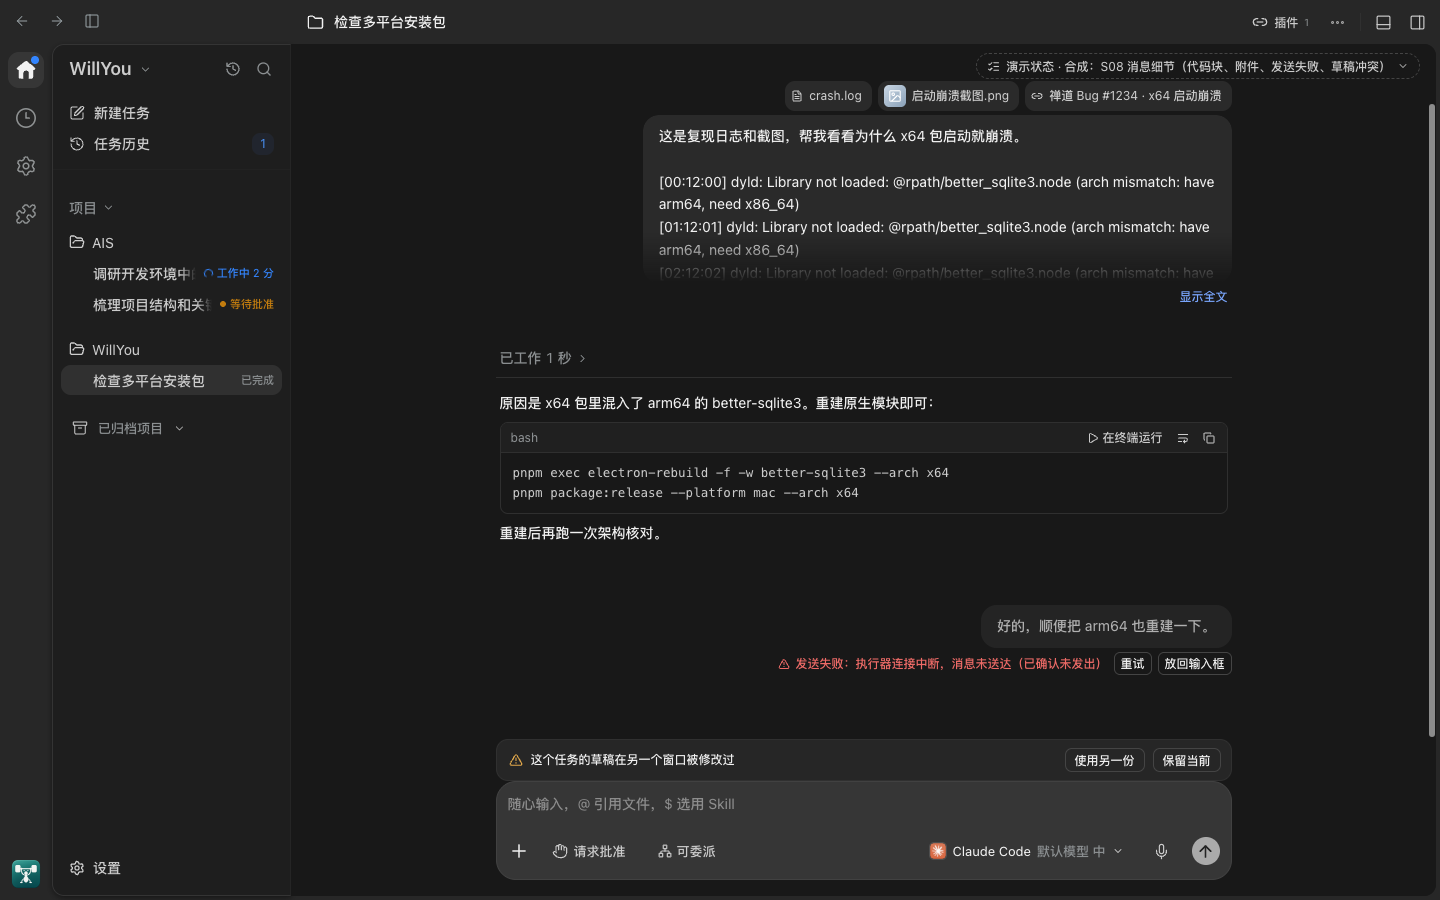 检查多平台安装包
插件 1
WillYou
演示状态 · 合成：S08 消息细节（代码块、附件、发送失败、草稿冲突）
新建任务
任务历史
1
项目
AIS
调研开发环境中
工作中 2 分
梳理项目结构和关
等待批准
WillYou
检查多平台安装包
已完成
已归档项目
设置
crash.log
启动崩溃截图.png
禅道 Bug #1234 · x64 启动崩溃
这是复现日志和截图，帮我看看为什么 x64 包启动就崩溃。
[00:12:00] dyld: Library not loaded: @rpath/better_sqlite3.node (arch mismatch: have
arm64, need x86_64)
[01:12:01] dyld: Library not loaded: @rpath/better_sqlite3.node (arch mismatch: have
arm64, need x86_64)
[02:12:02] dyld: Library not loaded: @rpath/better_sqlite3.node (arch mismatch: have
显示全文
已工作 1 秒
原因是 x64 包里混入了 arm64 的 better-sqlite3。重建原生模块即可：
bash
在终端运行
pnpm exec electron-rebuild -f -w better-sqlite3 --arch x64
pnpm package:release --platform mac --arch x64
重建后再跑一次架构核对。
好的，顺便把 arm64 也重建一下。
发送失败：执行器连接中断，消息未送达（已确认未发出）
重试
放回输入框
这个任务的草稿在另一个窗口被修改过
使用另一份
保留当前
随心输入，@ 引用文件，$ 选用 Skill
请求批准
可委派
Claude Code 默认模型 中